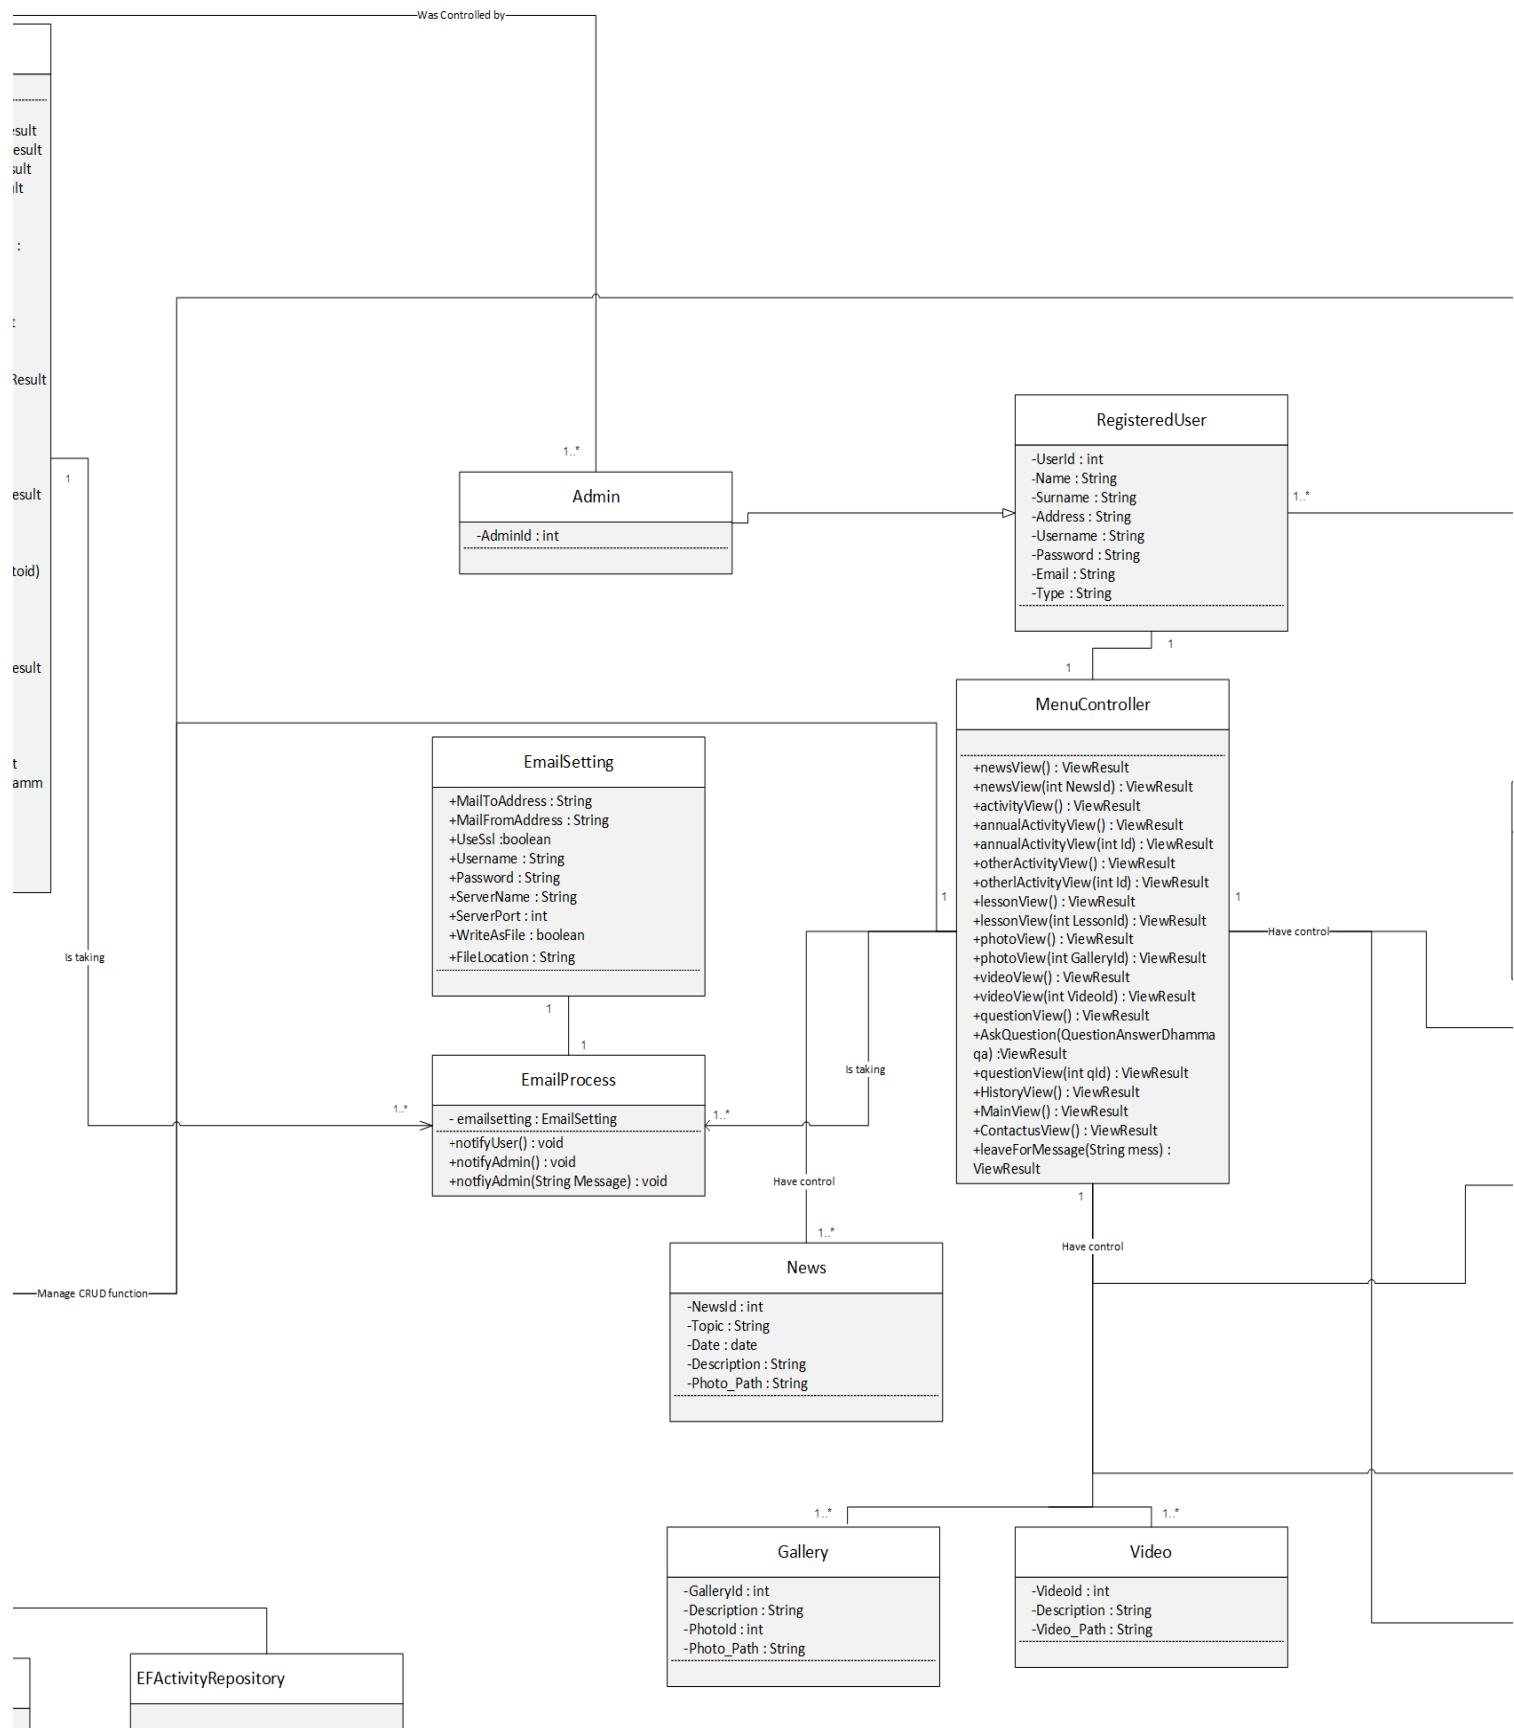 Was Controlled by
esult
esult
sult
ult
:
t
Result
esult
toid)
esult
t
amm
1
Is taking
1..*
Admin
-AdminId : int
RegisteredUser
-UserId : int
-Name : String
-Surname : String
-Address : String
-Username : String
-Password : String
-Email : String
-Type : String
1..*
1
1
MenuController
+newsView() : ViewResult
+newsView(int NewsId) : ViewResult
+activityView() : ViewResult
+annualActivityView() : ViewResult
+annualActivityView(int Id) : ViewResult
+otherActivityView() : ViewResult
+otherlActivityView(int Id) : ViewResult
+lessonView() : ViewResult
+lessonView(int LessonId) : ViewResult
+photoView() : ViewResult
+photoView(int GalleryId) : ViewResult
+videoView() : ViewResult
+videoView(int VideoId) : ViewResult
+questionView() : ViewResult
+AskQuestion(QuestionAnswerDhamma
qa) :ViewResult
+questionView(int qId) : ViewResult
+HistoryView() : ViewResult
+MainView() : ViewResult
+ContactusView() : ViewResult
+leaveForMessage(String mess) :
ViewResult
1
1
Have control
1
Have control
EmailSetting
+MailToAddress : String
+MailFromAddress : String
+UseSsl :boolean
+Username : String
+Password : String
+ServerName : String
+ServerPort : int
+WriteAsFile : boolean
+FileLocation : String
1
1
EmailProcess
- emailsetting : EmailSetting
+notifyUser() : void
+notifyAdmin() : void
+notfiyAdmin(String Message) : void
1..*
1..*
Is taking
Have control
1..*
News
-NewsId : int
-Topic : String
-Date : date
-Description : String
-Photo_Path : String
Manage CRUD function
1..*
Gallery
-GalleryId : int
-Description : String
-PhotoId : int
-Photo_Path : String
1..*
Video
-VideoId : int
-Description : String
-Video_Path : String
EFActivityRepository